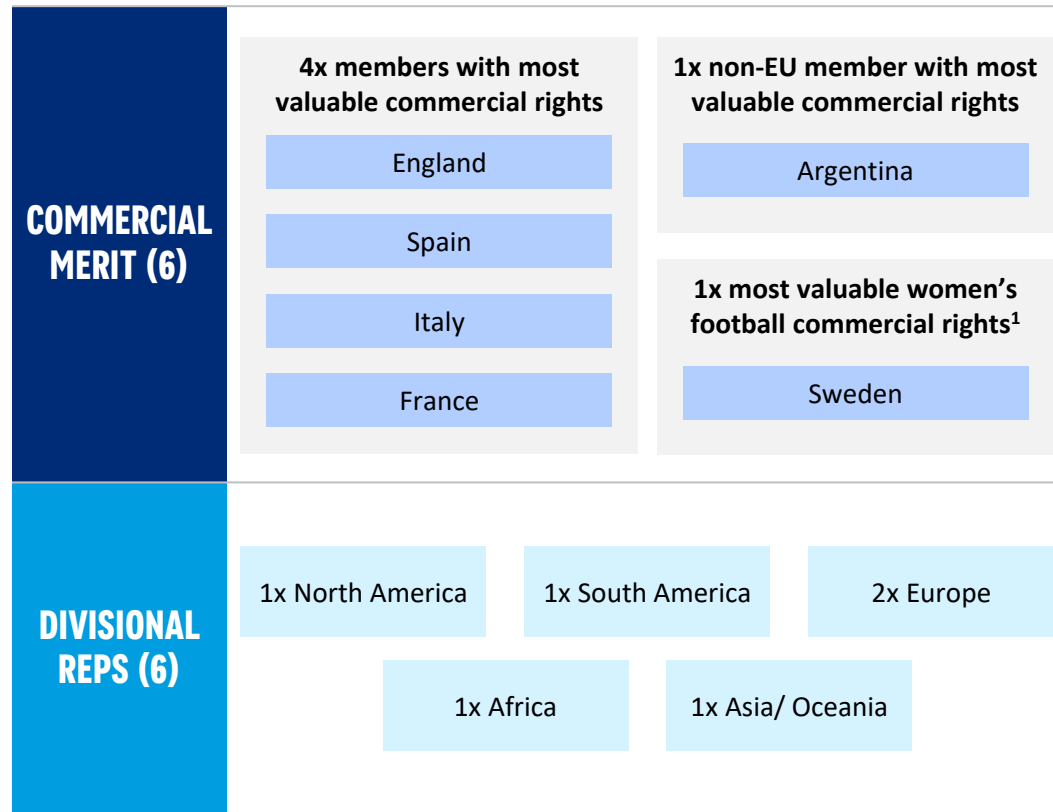 COMMERCIAL
MERIT (6)
4x members with most
valuable commercial rights
England
Spain
Italy
France
1x non-EU member with most
valuable commercial rights
Argentina
1x most valuable women’s
football commercial rights¹
Sweden
DIVISIONAL
REPS (6)
1x North America
1x South America
2x Europe
1x Africa
1x Asia/ Oceania